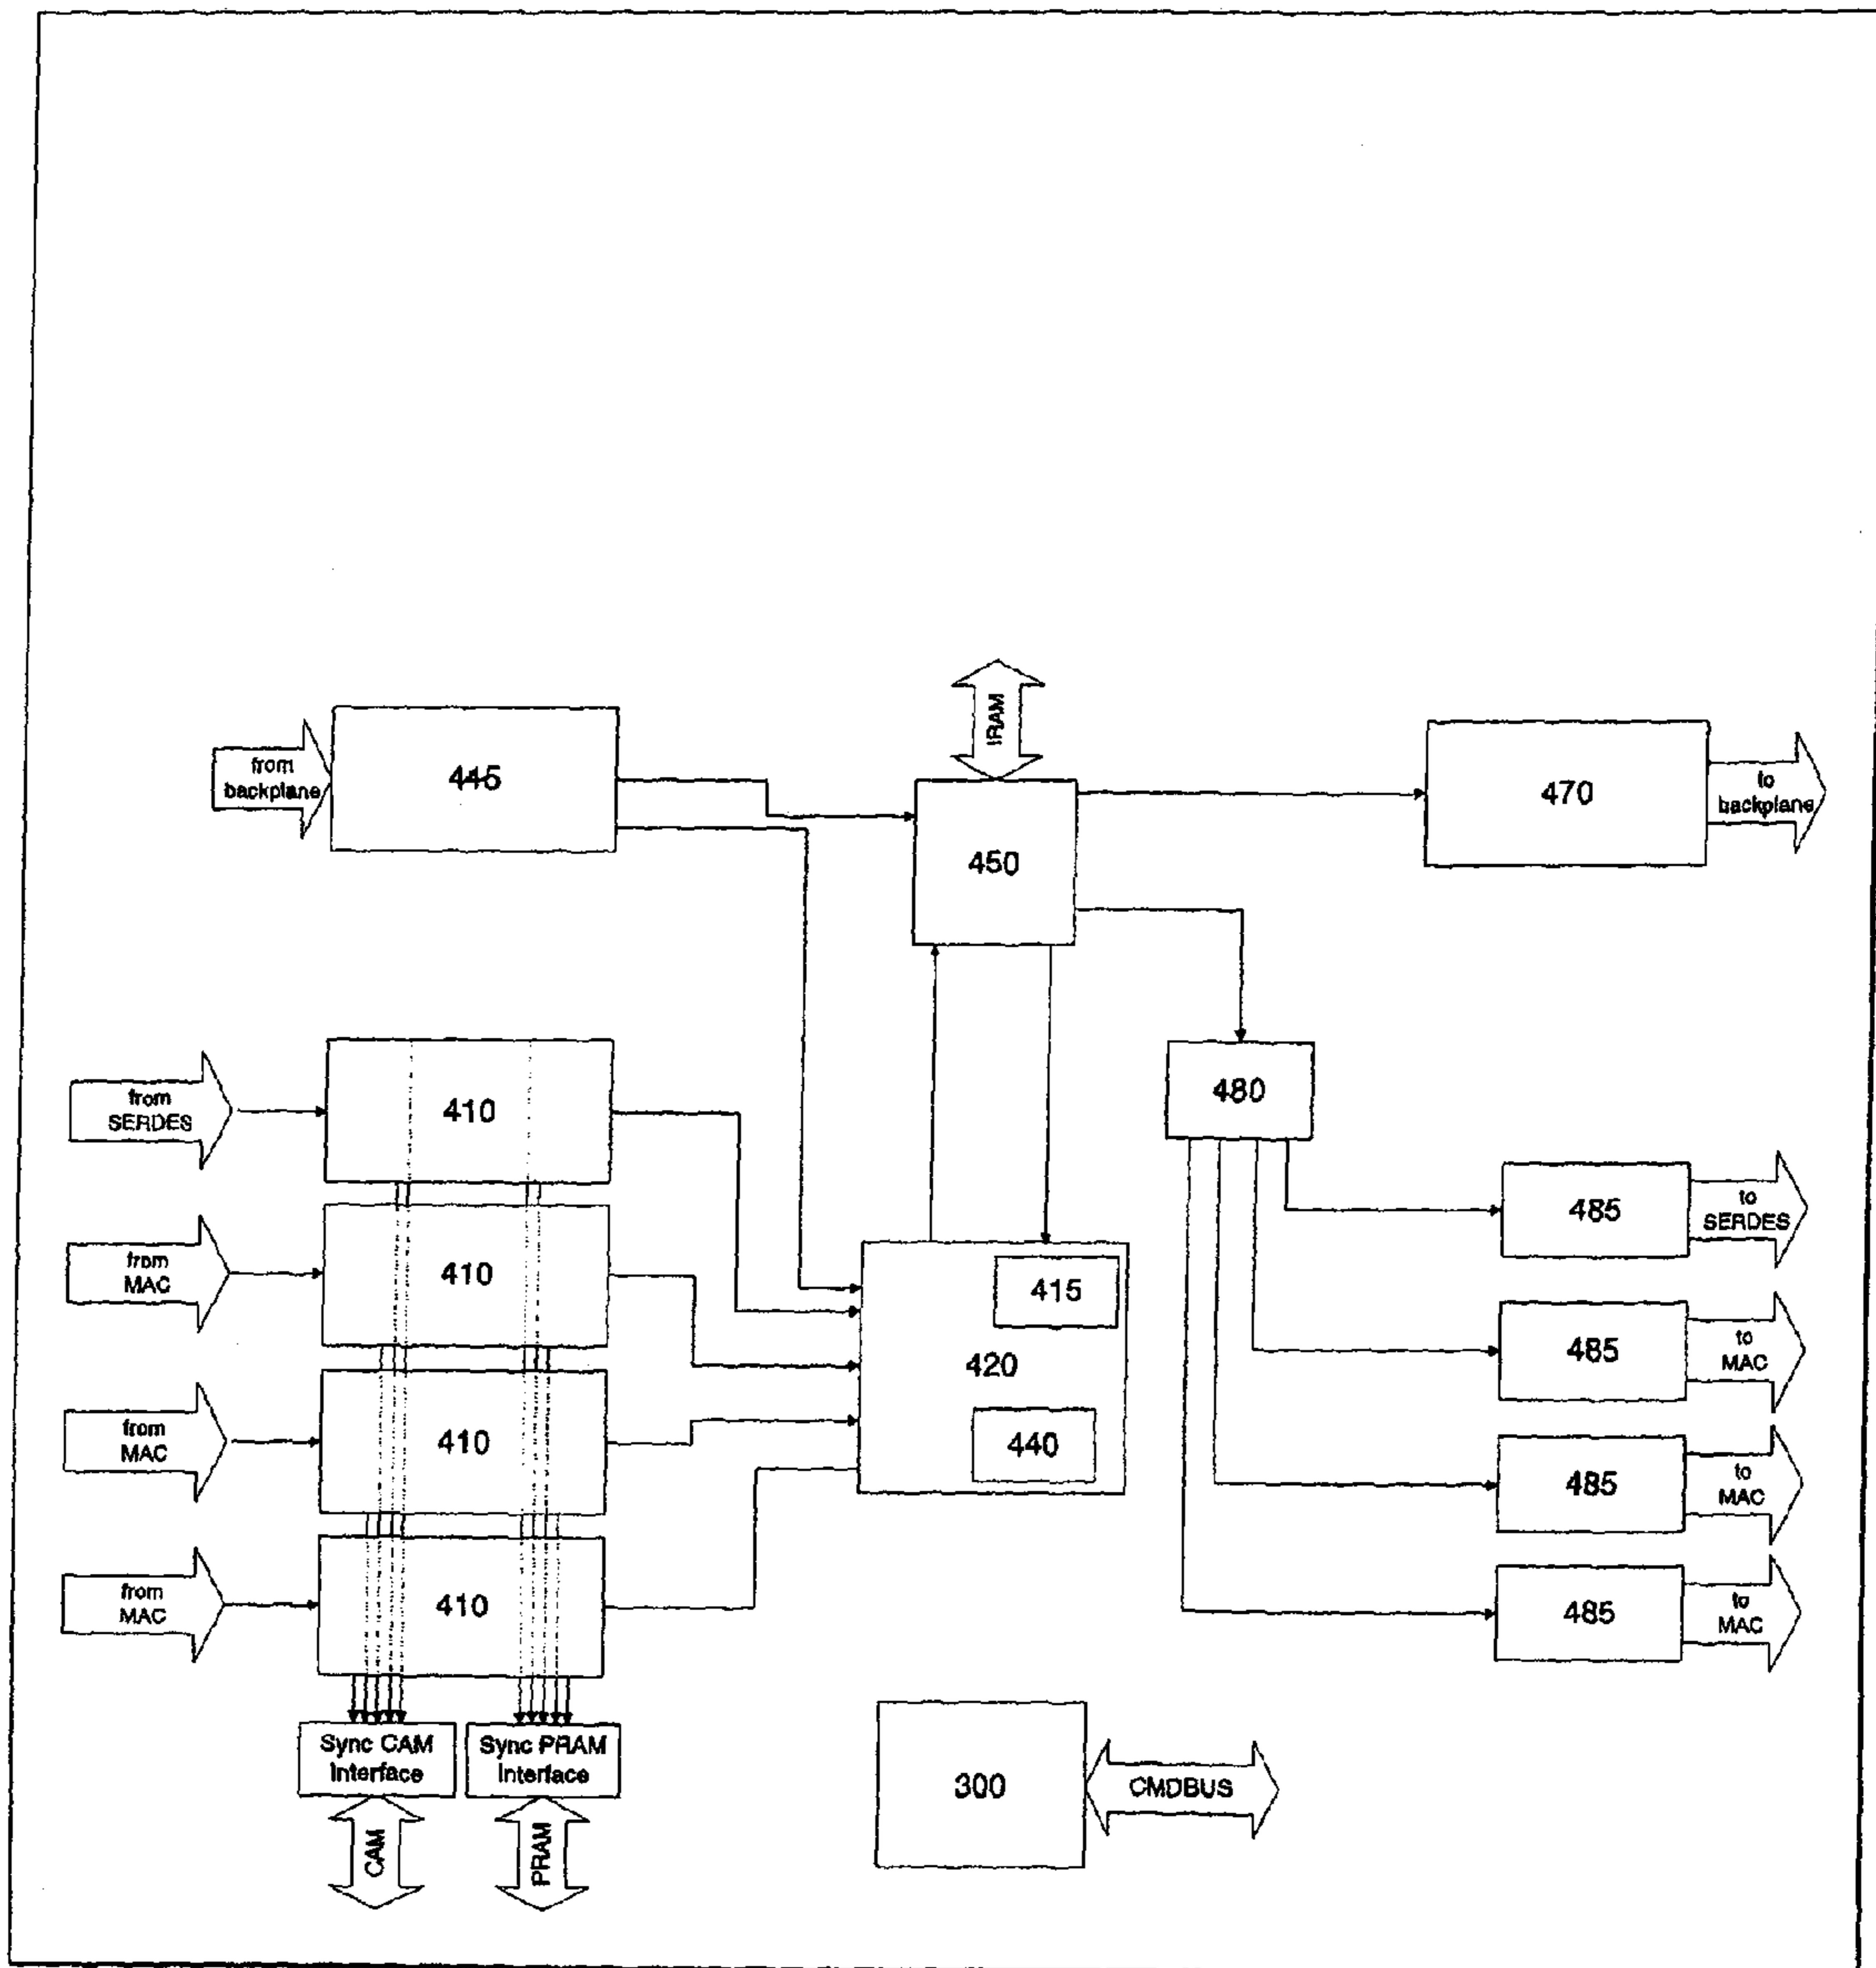 IRAM
from
backplane
445
450
470
to
backplane
from
SERDES
410
480
from
MAC
410
415
485
to
SERDES
420
485
to
MAC
from
MAC
410
440
485
to
MAC
from
MAC
410
485
to
MAC
Sync CAM
Interface
Sync PRAM
Interface
300
CMDBUS
CAM
PRAM